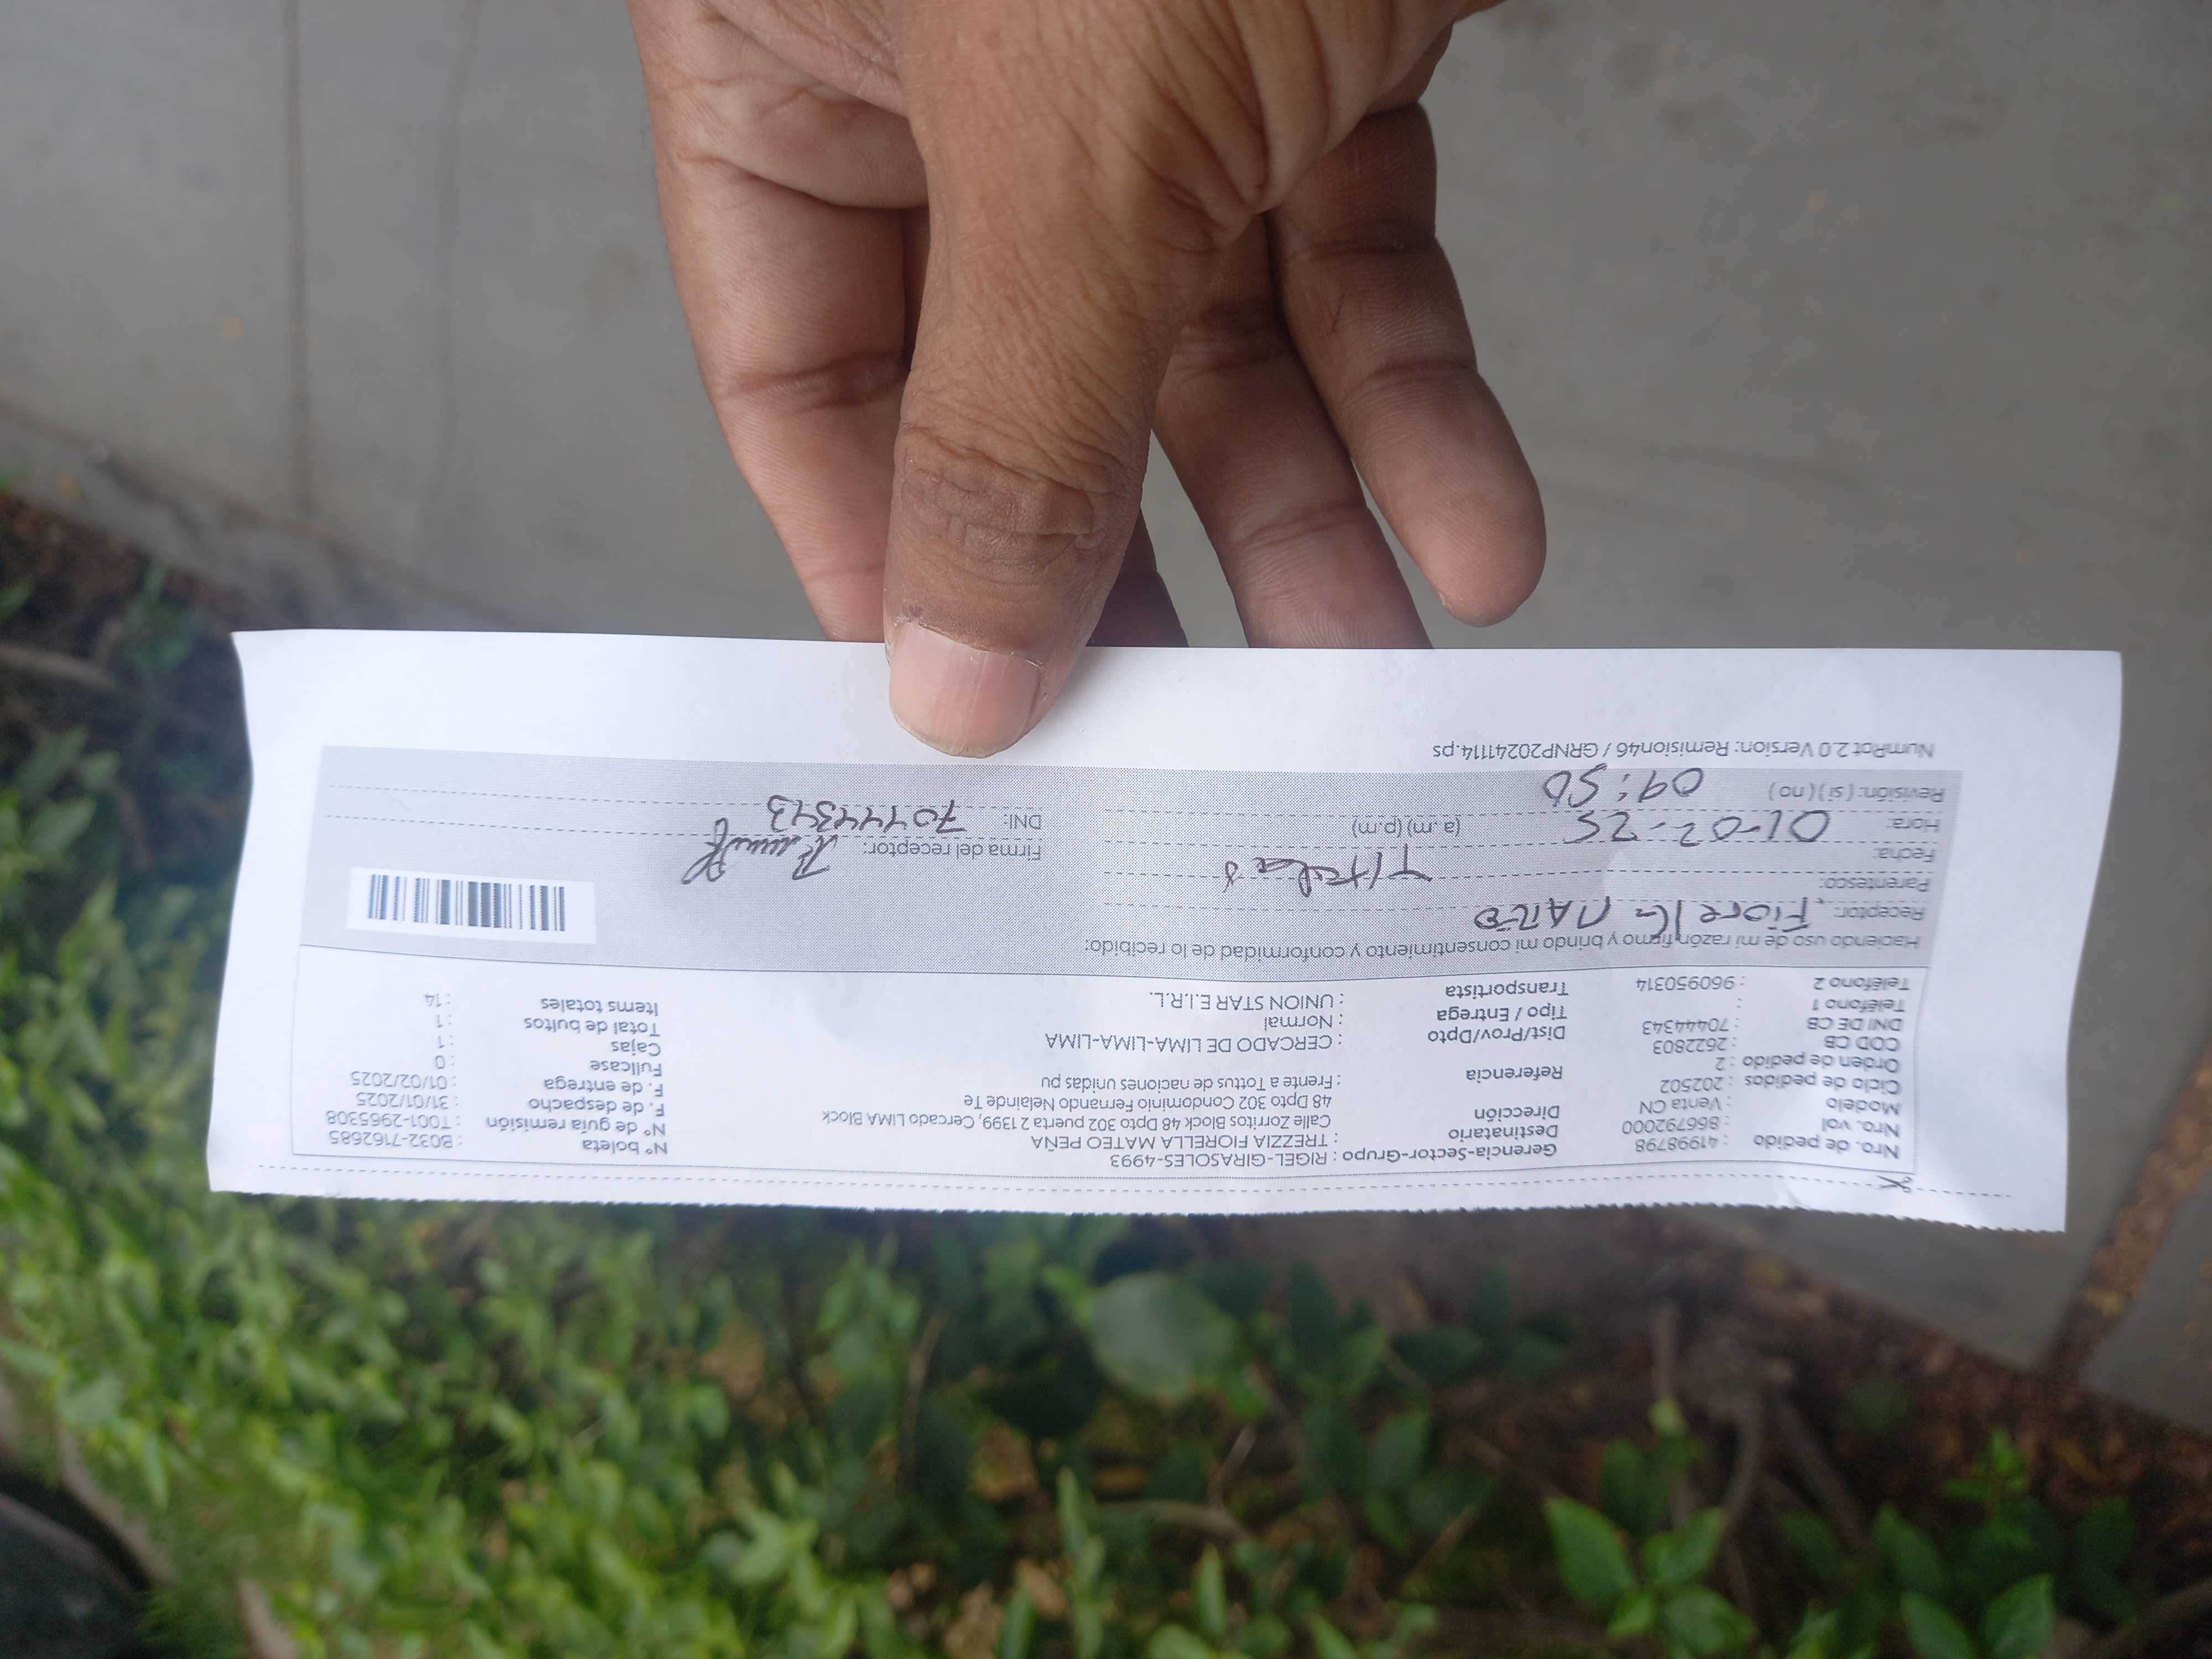 Nro. de pedido : 41998798 Gerencia-Sector-Grupo : RIGEL-GIRASOLES-4993 N° boleta : B032-7162685
Nro. vol : 866792000 Destinatario : TREZZIA FIORELLA MATEO PEÑA N° de guía remisión : T001-2965308
Modelo : Venta CN Dirección Calle Zorritos Block 48 Dpto 302 puerta 2 1399, Cercado LIMA Block F. de despacho : 31/01/2025
Ciclo de pedidos : 202502 48 Dpto 302 Condominio Fernando Nelainde Te F. de entrega : 01/02/2025
Orden de pedido : 2 Referencia : Frente a Tottus de naciones unidas pu Fullcase : 0
COD CB : 2622803 Dist/Prov/Dpto : CERCADO DE LIMA-LIMA-LIMA Cajas : 1
DNI DE CB : 70444343 Tipo / Entrega : Normal Total de bultos : 1
Teléfono 1 : Transportista : UNION STAR E.I.R.L. Items totales : 14
Teléfono 2 : 960950314
Haciendo uso de mi razón firmo y brindo mi consentimiento y conformidad de lo recibido:
Receptor: Fiorella
Parentesco: Titular
Fecha: 01-02-25 Firma del receptor:
Hora: 09:50 (a.m) (p.m) DNI: 70444343
Revisión: ( si ) ( no )
NumRot 2.0 Version: Remision46 / GRNP20241114.ps